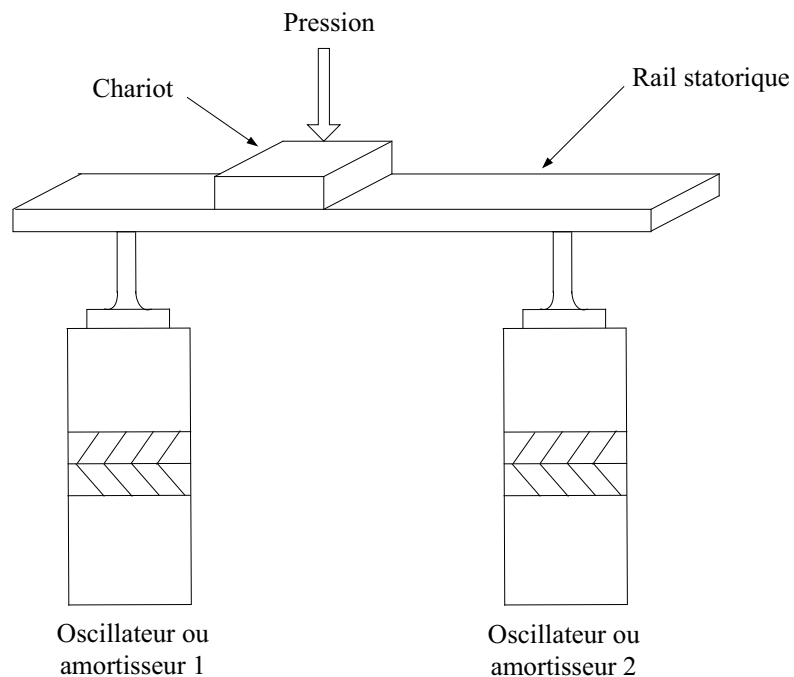 Pression
Chariot
Rail statorique
Oscillateur ou
amortisseur 1
Oscillateur ou
amortisseur 2